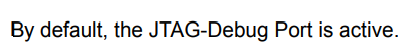 By default, the JTAG-Debug Port is active.